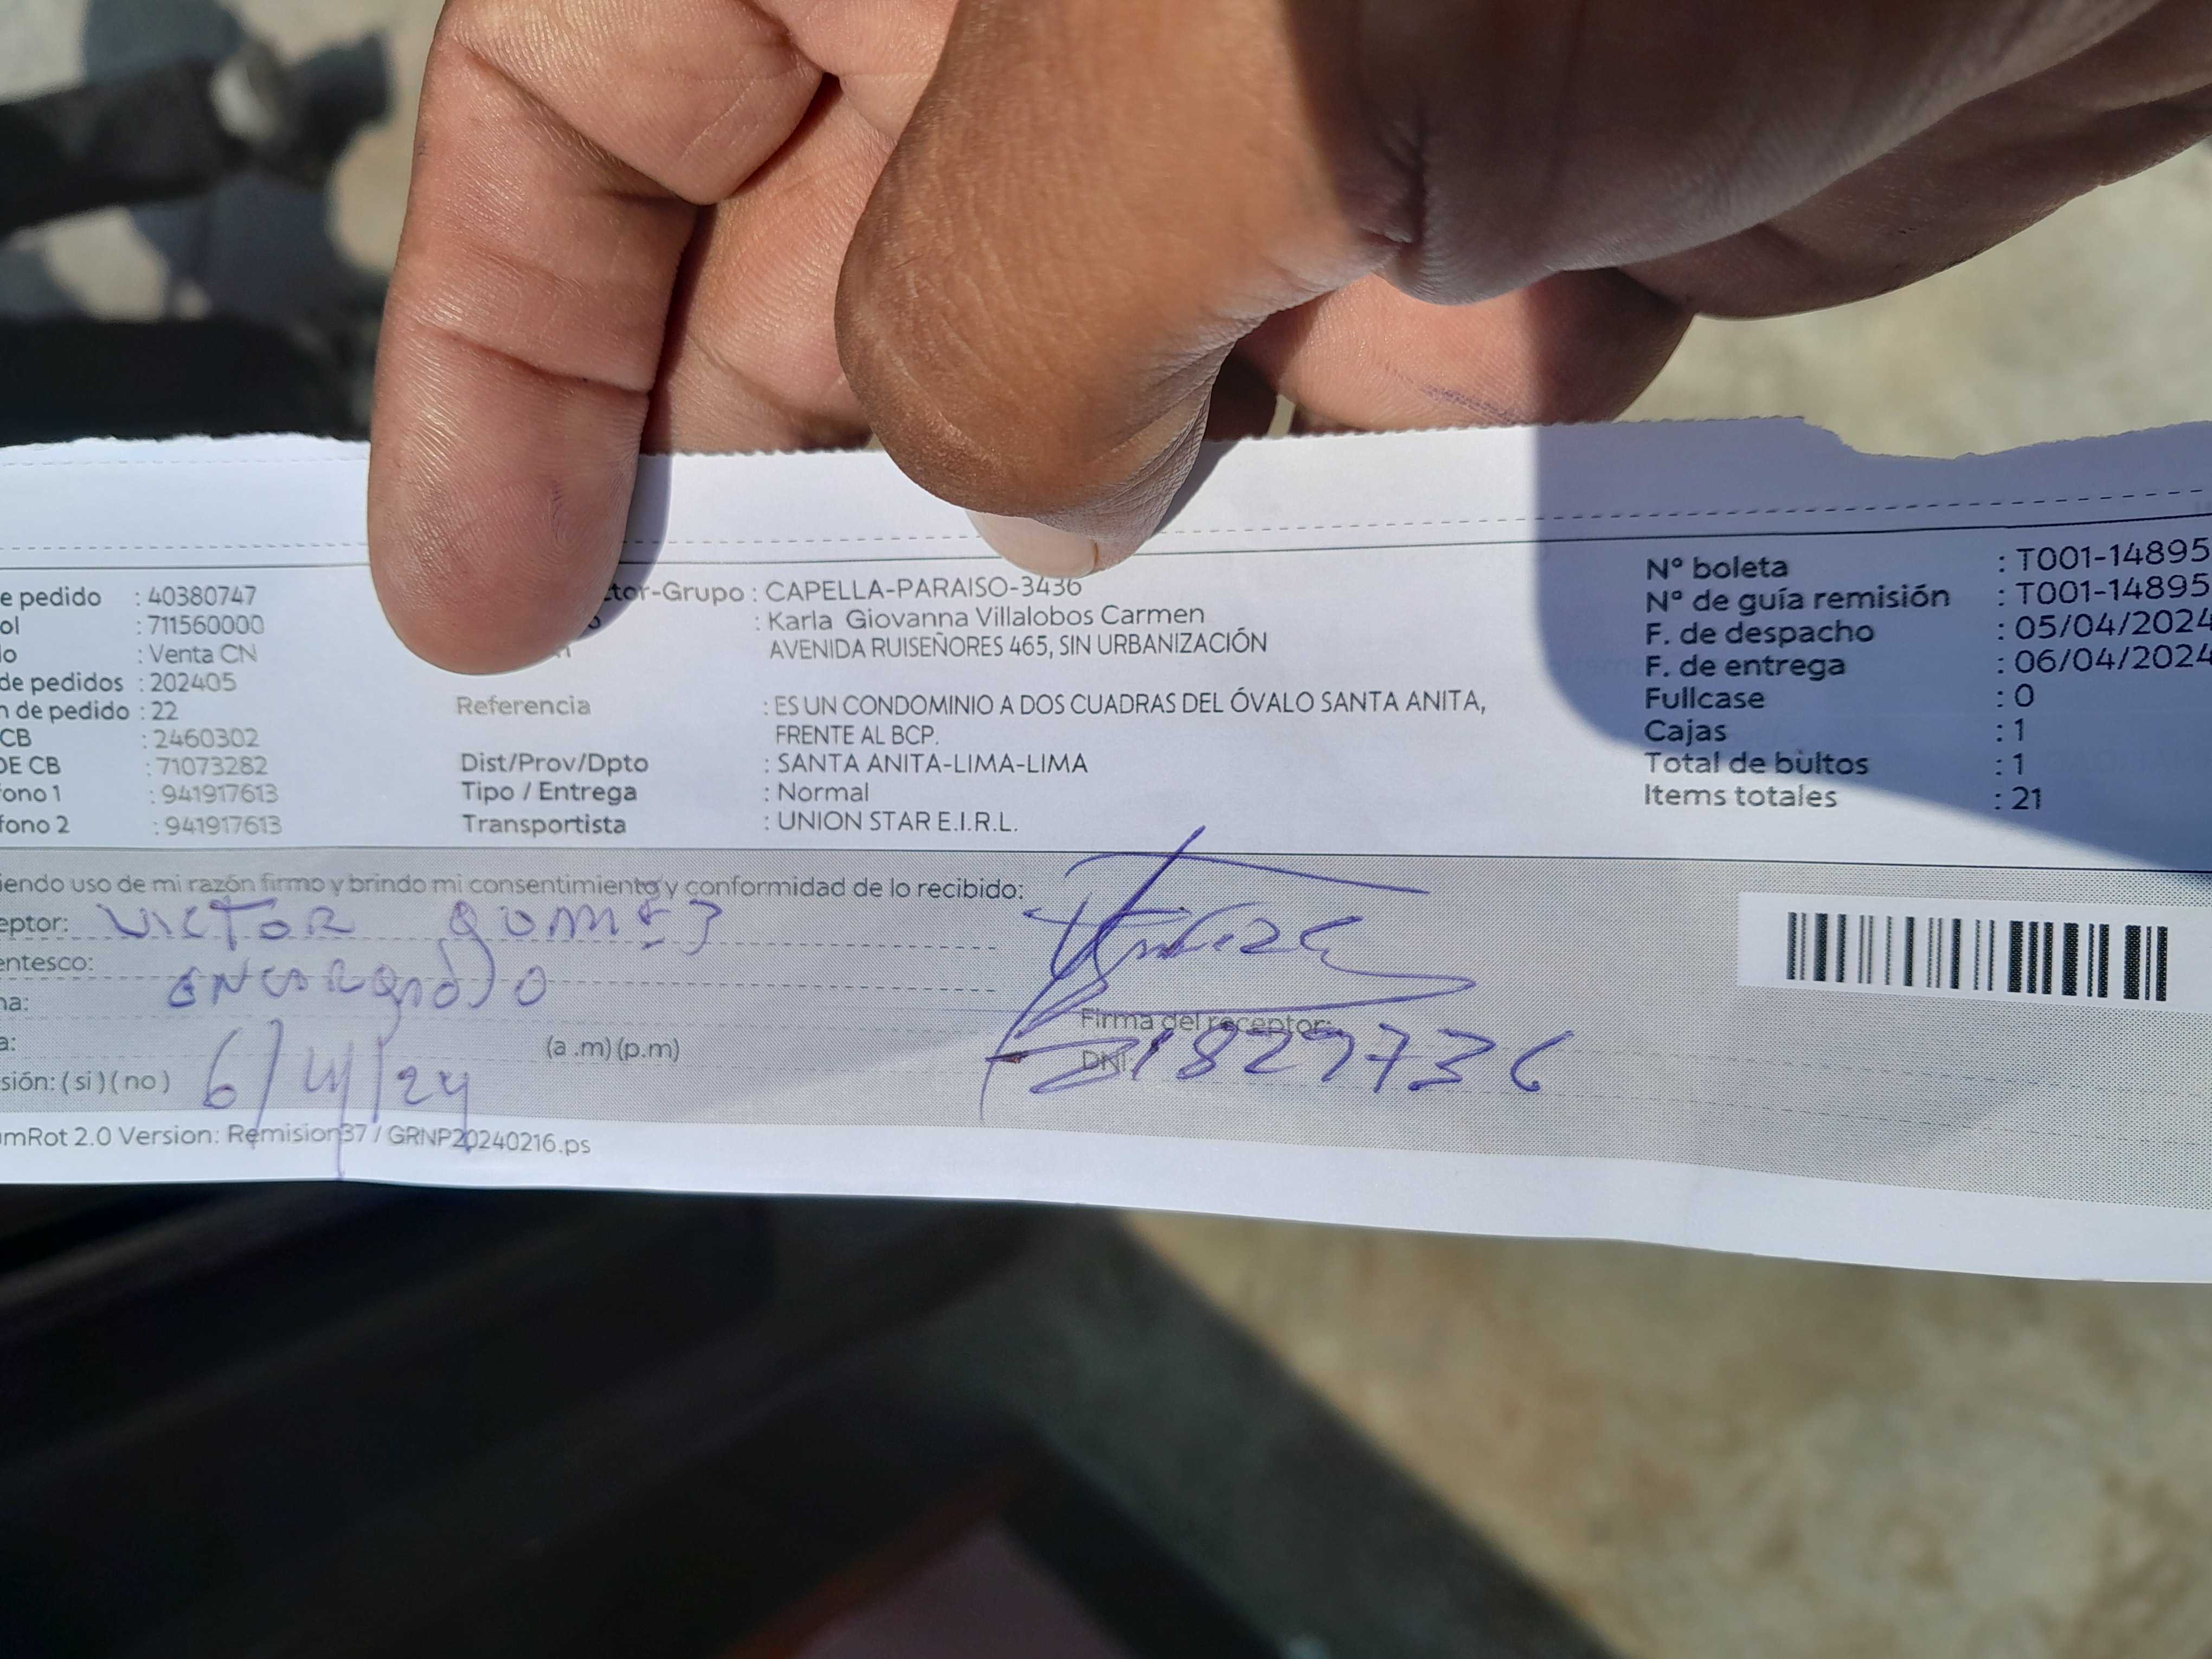 e pedido : 40380747
ol : 711560000
lo : Venta CN
de pedidos : 202405
n de pedido : 22
CB : 2460302
DE CB : 71073282
ono 1 : 941917613
fono 2 : 941917613
ctor-Grupo : CAPELLA-PARAISO-3436
: Karla Giovanna Villalobos Carmen
AVENIDA RUISEÑORES 465, SIN URBANIZACIÓN
Referencia : ES UN CONDOMINIO A DOS CUADRAS DEL ÓVALO SANTA ANITA,
FRENTE AL BCP.
Dist/Prov/Dpto : SANTA ANITA-LIMA-LIMA
Tipo / Entrega : Normal
Transportista : UNION STAR E.I.R.L.
N° boleta : T001-14895
N° de guía remisión : T001-14895
F. de despacho : 05/04/2024
F. de entrega : 06/04/2024
Fullcase : 0
Cajas : 1
Total de bultos : 1
Items totales : 21
iendo uso de mi razón firmo y brindo mi consentimiento y conformidad de lo recibido:
eptor: VICTOR GOMEZ
entesco: ENCARGADO
na:
a: (a .m) (p.m)
sión: ( si ) ( no ) 6/4/24
Firma del receptor:
DNI: 21829736
umRot 2.0 Version: Remision37 / GRNP20240216.ps